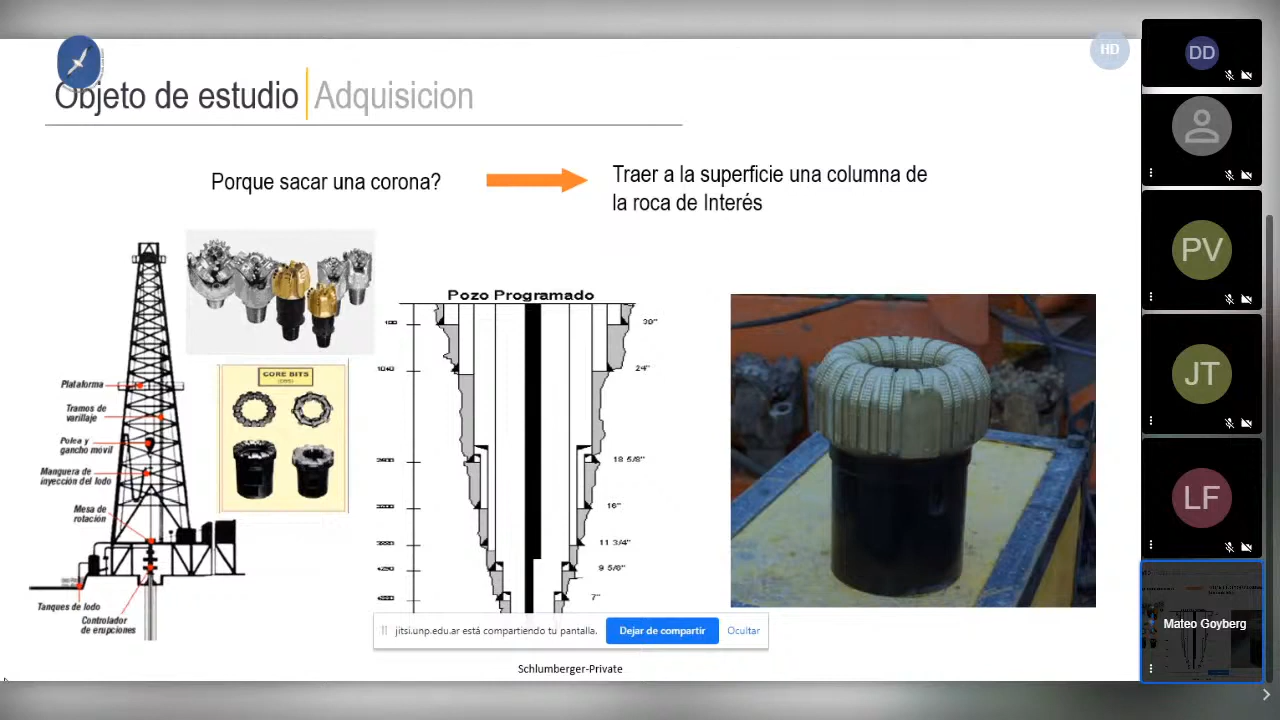 HD
Objeto de estudio Adquisicion
Porque sacar una corona?
Traer a la superficie una columna de
la roca de Interés
Plataforma
Tramos de
varillaje
Polea y
gancho móvil
Manguera de
inyección del lodo
Mesa de
rotación
Tanques de lodo
Controlador
de erupciones
CORE BITS
Pozo Programado
30"
24"
18 5/8"
16"
11 3/4"
9 5/8"
7"
jitsi.unp.edu.ar está compartiendo tu pantalla.
Dejar de compartir
Ocultar
Schlumberger-Private
DD
PV
JT
LF
Mateo Goyberg